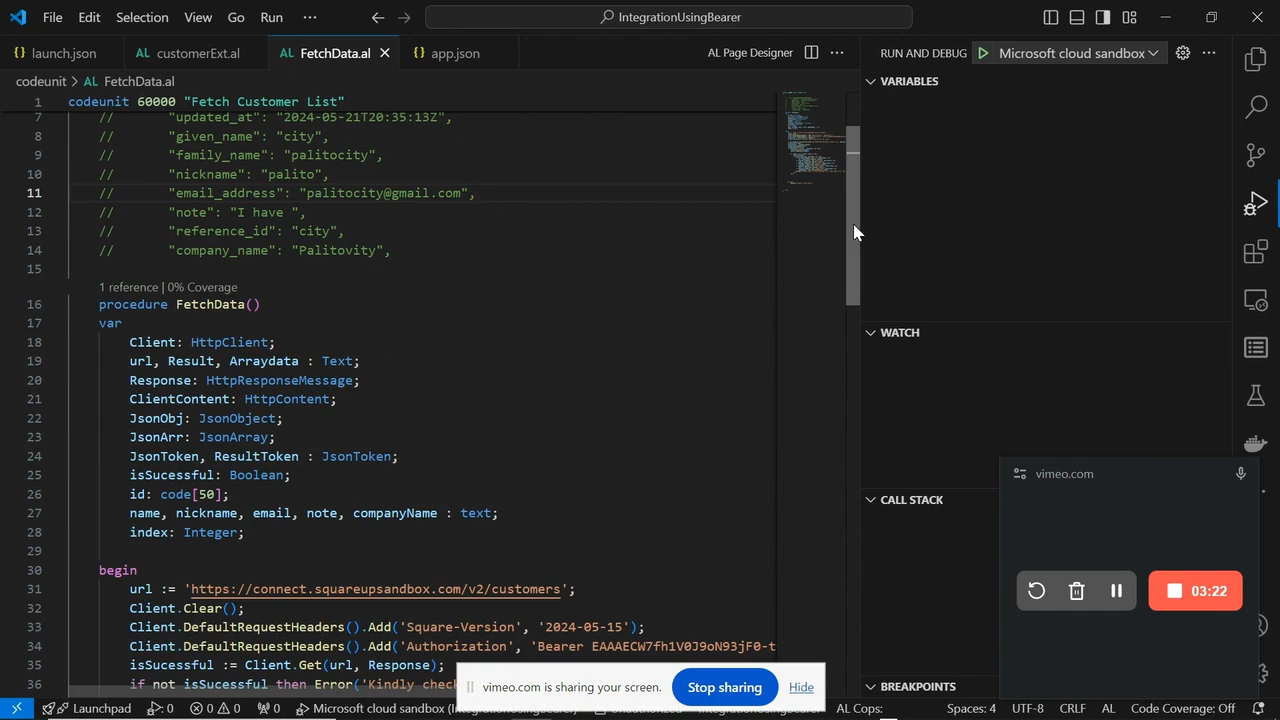 File Edit Selection View Go Run ··· IntegrationUsingBearer
launch.json customerExt.al FetchData.al app.json AL Page Designer
RUN AND DEBUG Microsoft cloud sandbox
codeunit > FetchData.al
VARIABLES
1 codeunit 60000 "Fetch Customer List"
7 // "updated_at": "2024-05-21T20:35:13Z",
8 // "given_name": "city",
9 // "family_name": "palitocity",
10 // "nickname": "palito",
11 // "email_address": "palitocity@gmail.com",
12 // "note": "I have ",
13 // "reference_id": "city",
14 // "company_name": "Palitovity",
15
1 reference | 0% Coverage
16 procedure FetchData()
17 var
18 Client: HttpClient;
19 url, Result, Arraydata : Text;
20 Response: HttpResponseMessage;
21 ClientContent: HttpContent;
22 JsonObj: JsonObject;
23 JsonArr: JsonArray;
24 JsonToken, ResultToken : JsonToken;
25 isSucessful: Boolean;
26 id: code[50];
27 name, nickname, email, note, companyName : text;
28 index: Integer;
29
30 begin
31 url := 'https://connect.squareupsandbox.com/v2/customers';
32 Client.Clear();
33 Client.DefaultRequestHeaders().Add('Square-Version', '2024-05-15');
34 Client.DefaultRequestHeaders().Add('Authorization', 'Bearer EAAAECW7fh1V0J9oN93jF0-t
35 isSucessful := Client.Get(url, Response);
36 if not isSucessful then Error('Kindly check
WATCH
CALL STACK
BREAKPOINTS
vimeo.com
03:22
vimeo.com is sharing your screen. Stop sharing Hide
Launchpad 0 0 0 0 Microsoft cloud sandbox
AL Cops: Spaces: 4 UTF-8 CRLF AL Code Coverage: Off